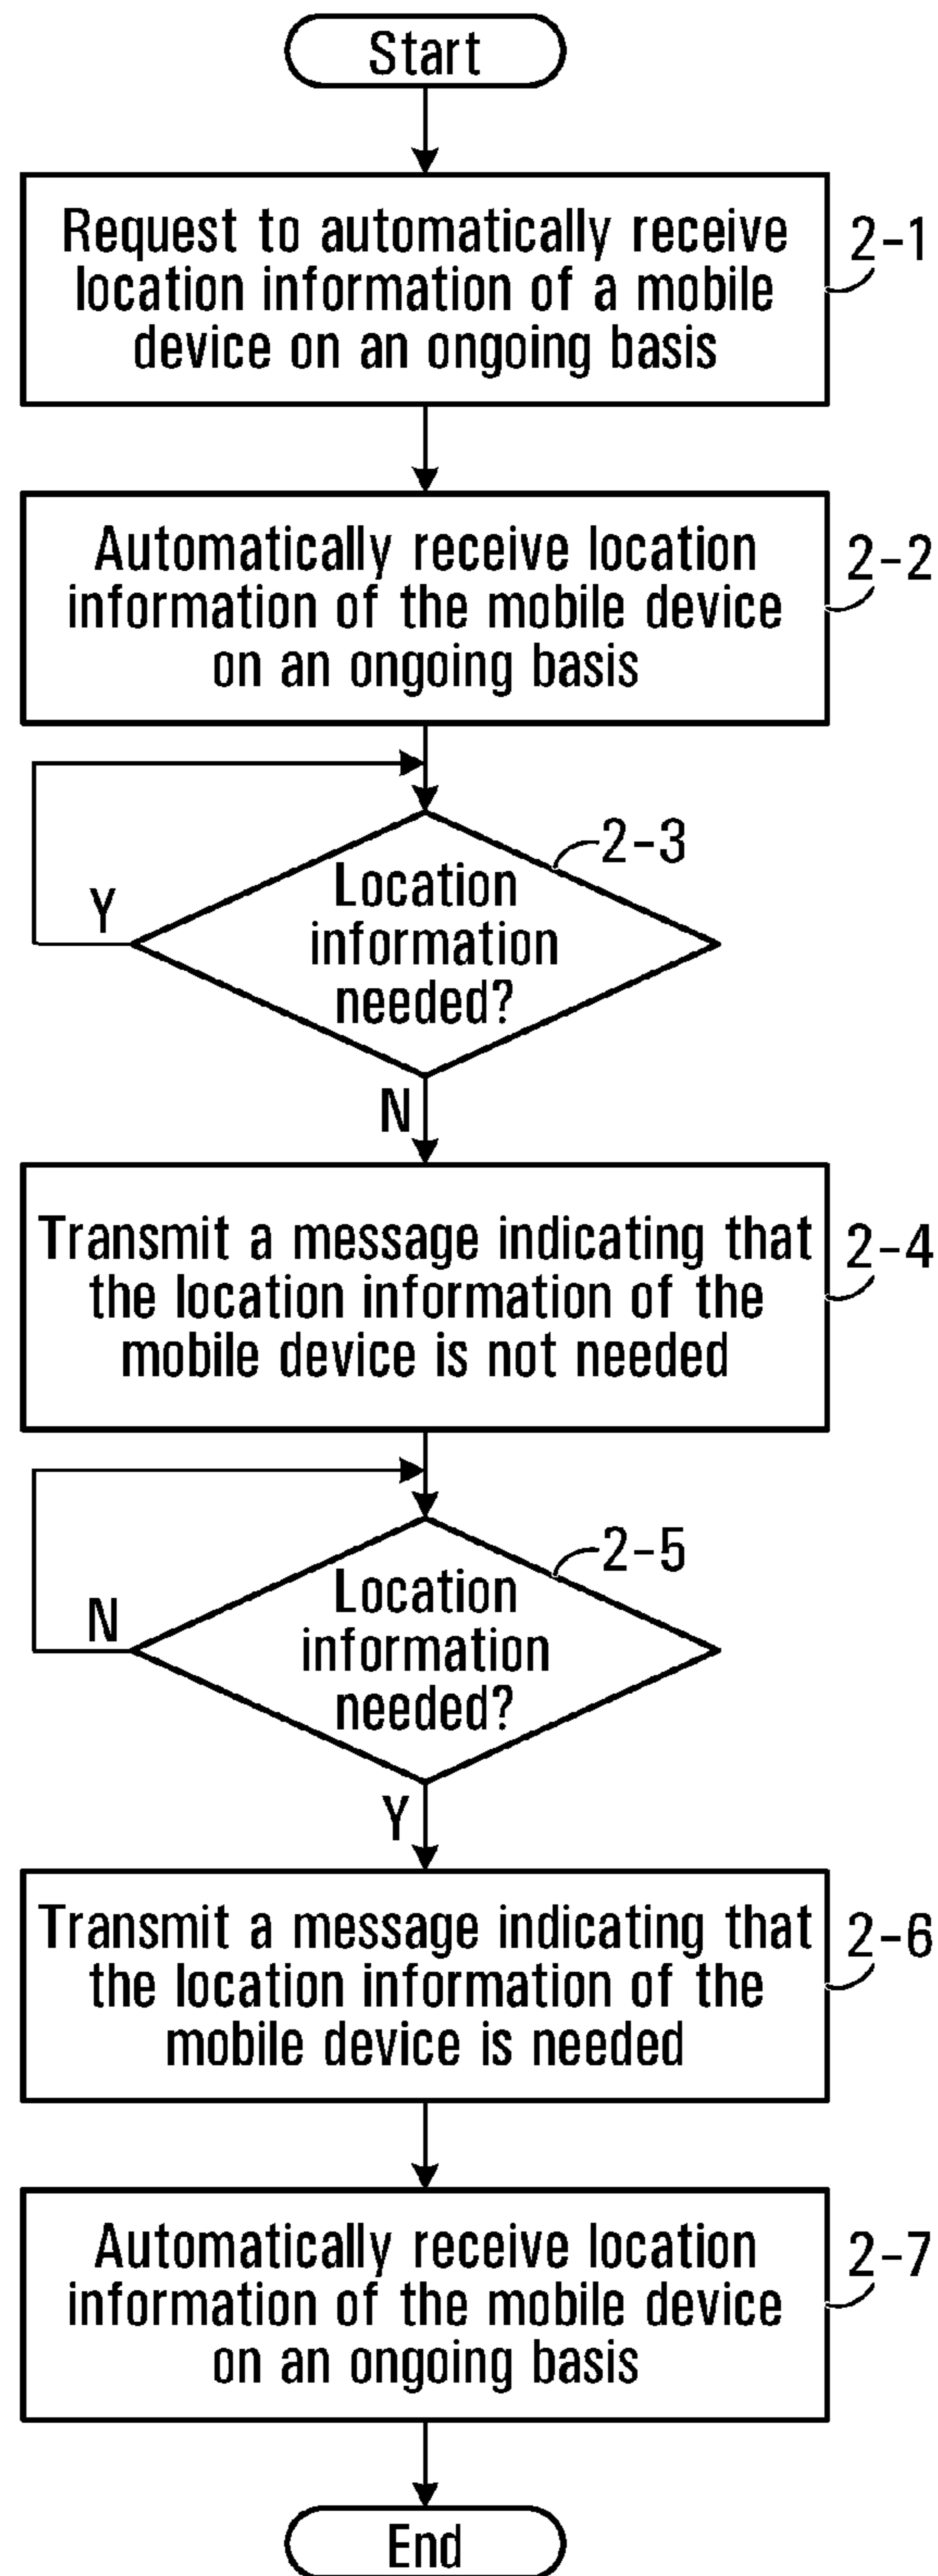 Start
Request to automatically receive
location information of a mobile
device on an ongoing basis
2-1
Automatically receive location
information of the mobile device
on an ongoing basis
2-2
2-3
Location
information
needed?
Y
N
Transmit a message indicating that
the location information of the
mobile device is not needed
2-4
2-5
Location
information
needed?
N
Y
Transmit a message indicating that
the location information of the
mobile device is needed
2-6
Automatically receive location
information of the mobile device
on an ongoing basis
2-7
End